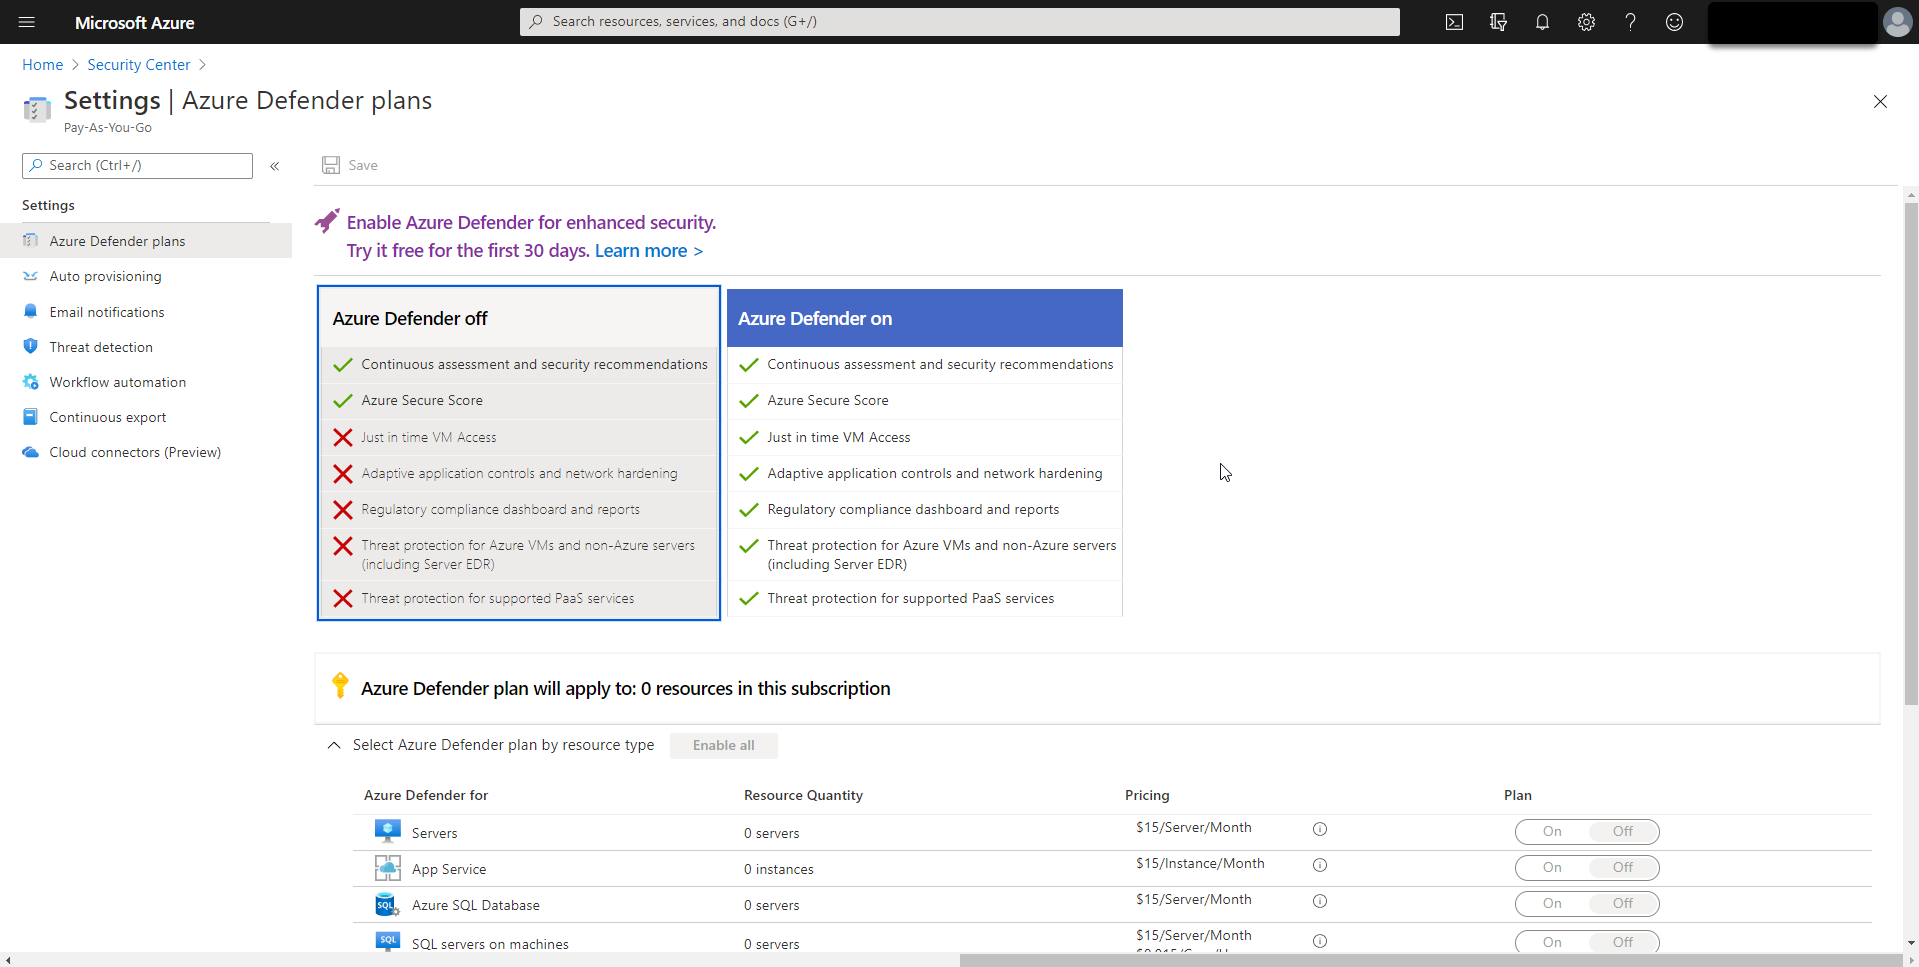 Microsoft Azure
Search resources, services, and docs (G+/)
Home > Security Center >
Settings | Azure Defender plans
Pay-As-You-Go
Search (Ctrl+/)
«
Save
Settings
Azure Defender plans
Auto provisioning
Email notifications
Threat detection
Workflow automation
Continuous export
Cloud connectors (Preview)
Enable Azure Defender for enhanced security.
Try it free for the first 30 days. Learn more >
Azure Defender off
Continuous assessment and security recommendations
Azure Secure Score
Just in time VM Access
Adaptive application controls and network hardening
Regulatory compliance dashboard and reports
Threat protection for Azure VMs and non-Azure servers
(including Server EDR)
Threat protection for supported PaaS services
Azure Defender on
Continuous assessment and security recommendations
Azure Secure Score
Just in time VM Access
Adaptive application controls and network hardening
Regulatory compliance dashboard and reports
Threat protection for Azure VMs and non-Azure servers
(including Server EDR)
Threat protection for supported PaaS services
Azure Defender plan will apply to: 0 resources in this subscription
Select Azure Defender plan by resource type Enable all
Azure Defender for Resource Quantity Pricing Plan
Servers 0 servers $15/Server/Month On Off
App Service 0 instances $15/Instance/Month On Off
Azure SQL Database 0 servers $15/Server/Month On Off
SQL servers on machines 0 servers $15/Server/Month On Off